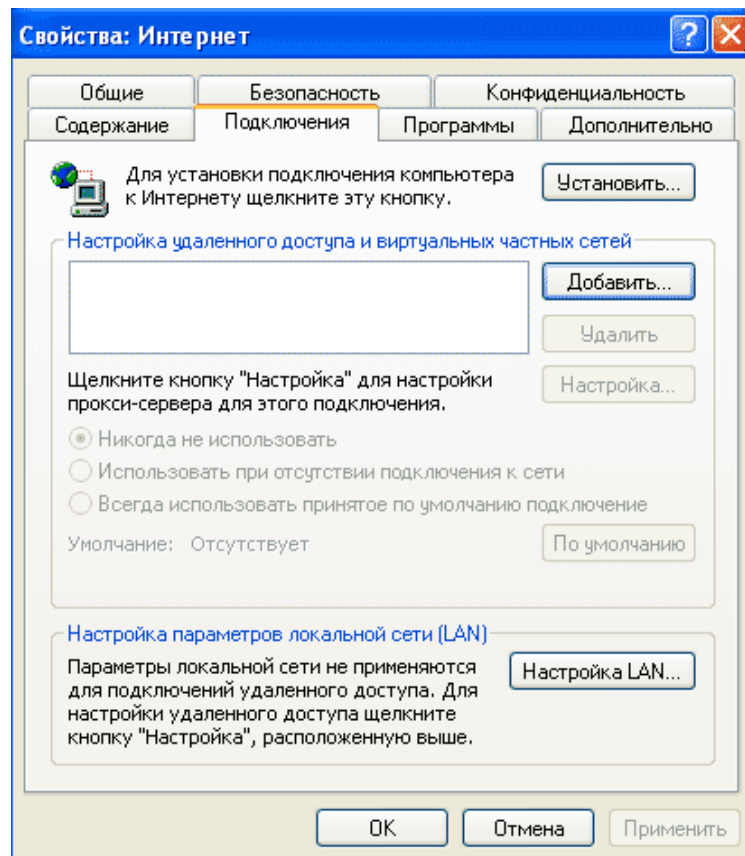 Свойства: Интернет
Общие Безопасность Конфиденциальность
Содержание Подключения Программы Дополнительно
Для установки подключения компьютера
к Интернету щелкните эту кнопку.
Установить...
Настройка удаленного доступа и виртуальных частных сетей
Добавить...
Удалить
Щелкните кнопку "Настройка" для настройки
прокси-сервера для этого подключения.
Настройка...
Никогда не использовать
Использовать при отсутствии подключения к сети
Всегда использовать принятое по умолчанию подключение
Умолчание: Отсутствует
По умолчанию
Настройка параметров локальной сети (LAN)
Параметры локальной сети не применяются
для подключений удаленного доступа. Для
настройки удаленного доступа щелкните
кнопку "Настройка", расположенную выше.
Настройка LAN...
OK Отмена Применить